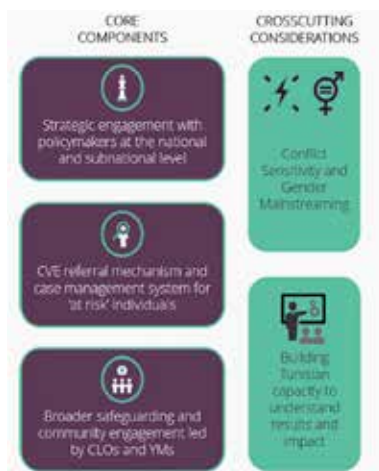 CORE
COMPONENTS
Strategic engagement with
policymakers at the national
and subnational level
CVE referral mechanism and
case management system for
'at risk' individuals
Broader safeguarding and
community engagement led
by CLOs and YMs
CROSSCUTTING
CONSIDERATIONS
Conflict
Sensitivity and
Gender
Mainstreaming
Building
Tunisian
capacity to
understand
results and
impact